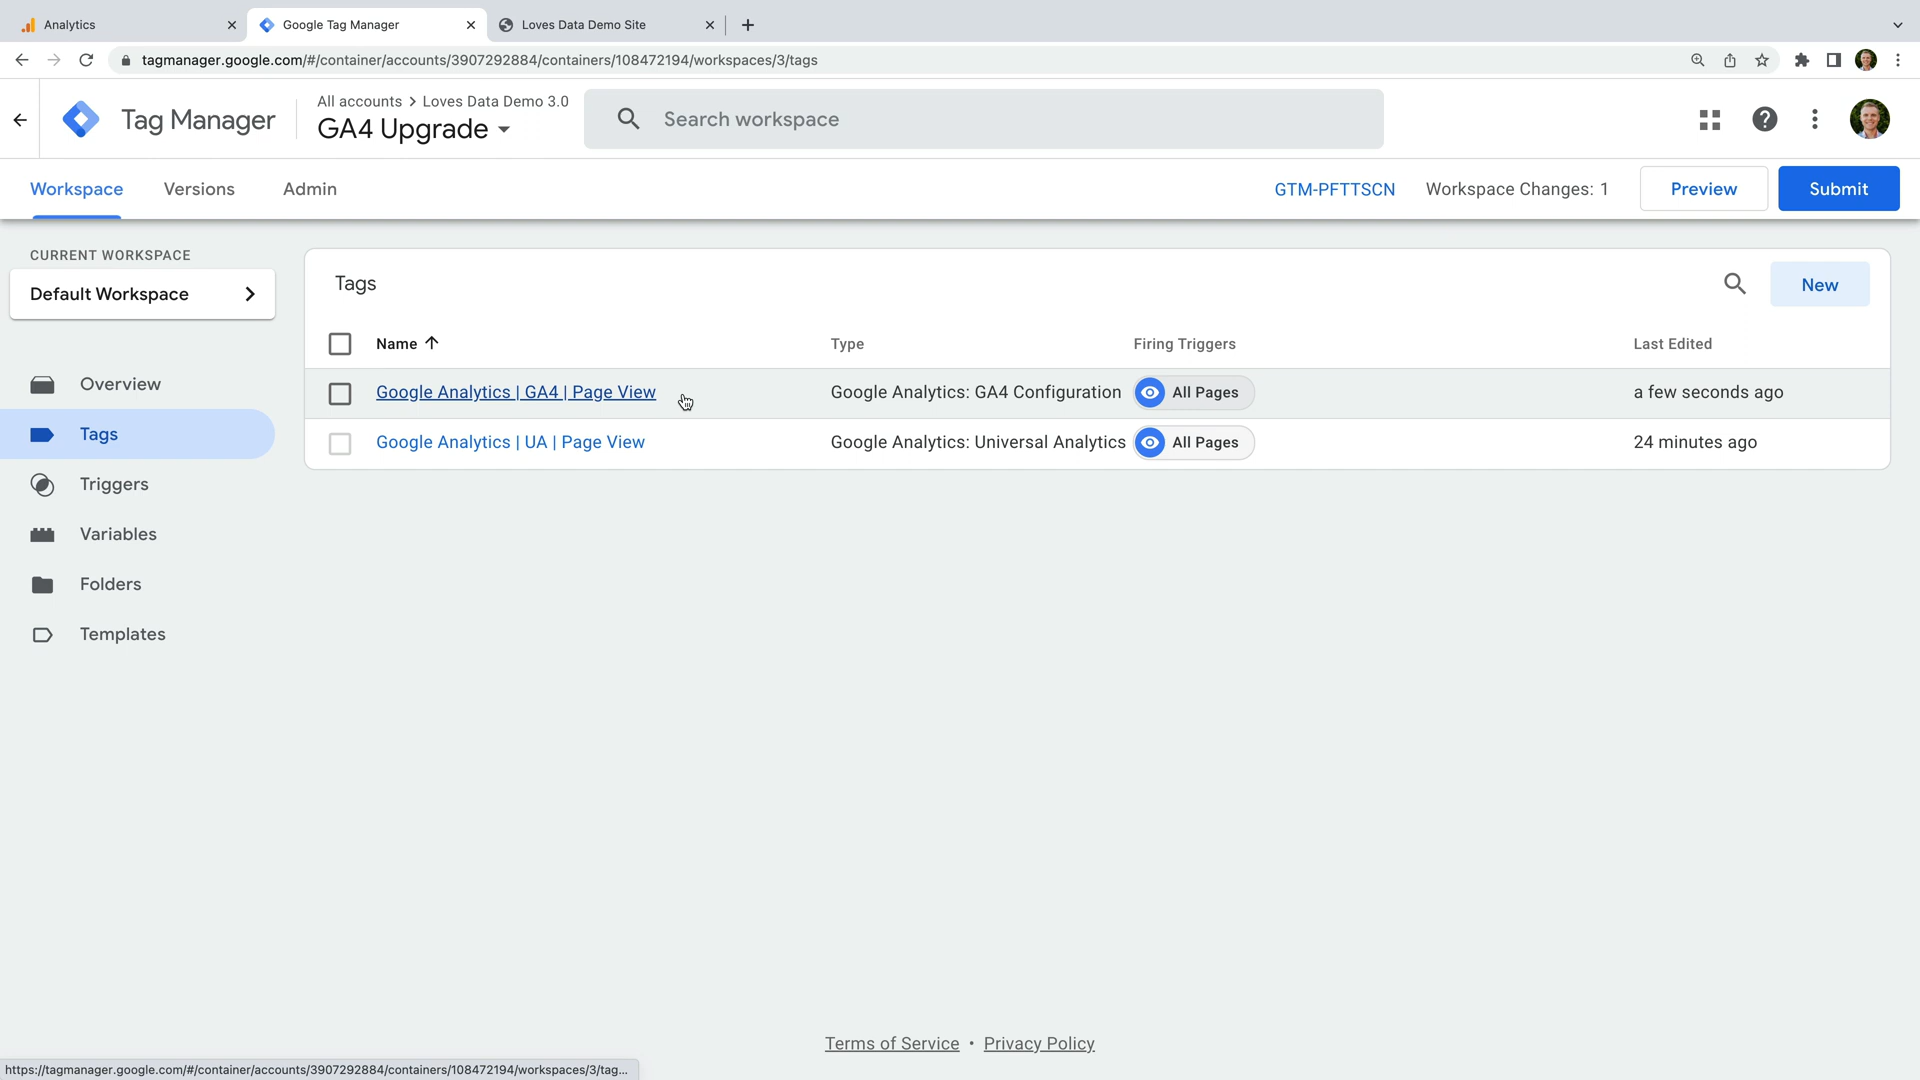 Analytics
Google Tag Manager
Loves Data Demo Site
tagmanager.google.com/#/container/accounts/3907292884/containers/108472194/workspaces/3/tags
Tag Manager
All accounts > Loves Data Demo 3.0
GA4 Upgrade
Search workspace
Workspace
Versions
Admin
GTM-PFTTSCN
Workspace Changes: 1
Preview
Submit
CURRENT WORKSPACE
Default Workspace
Overview
Tags
Triggers
Variables
Folders
Templates
Tags
New
Name
Type
Firing Triggers
Last Edited
Google Analytics | GA4 | Page View
Google Analytics: GA4 Configuration
All Pages
a few seconds ago
Google Analytics | UA | Page View
Google Analytics: Universal Analytics
All Pages
24 minutes ago
Terms of Service • Privacy Policy
https://tagmanager.google.com/#/container/accounts/3907292884/containers/108472194/workspaces/3/tag...